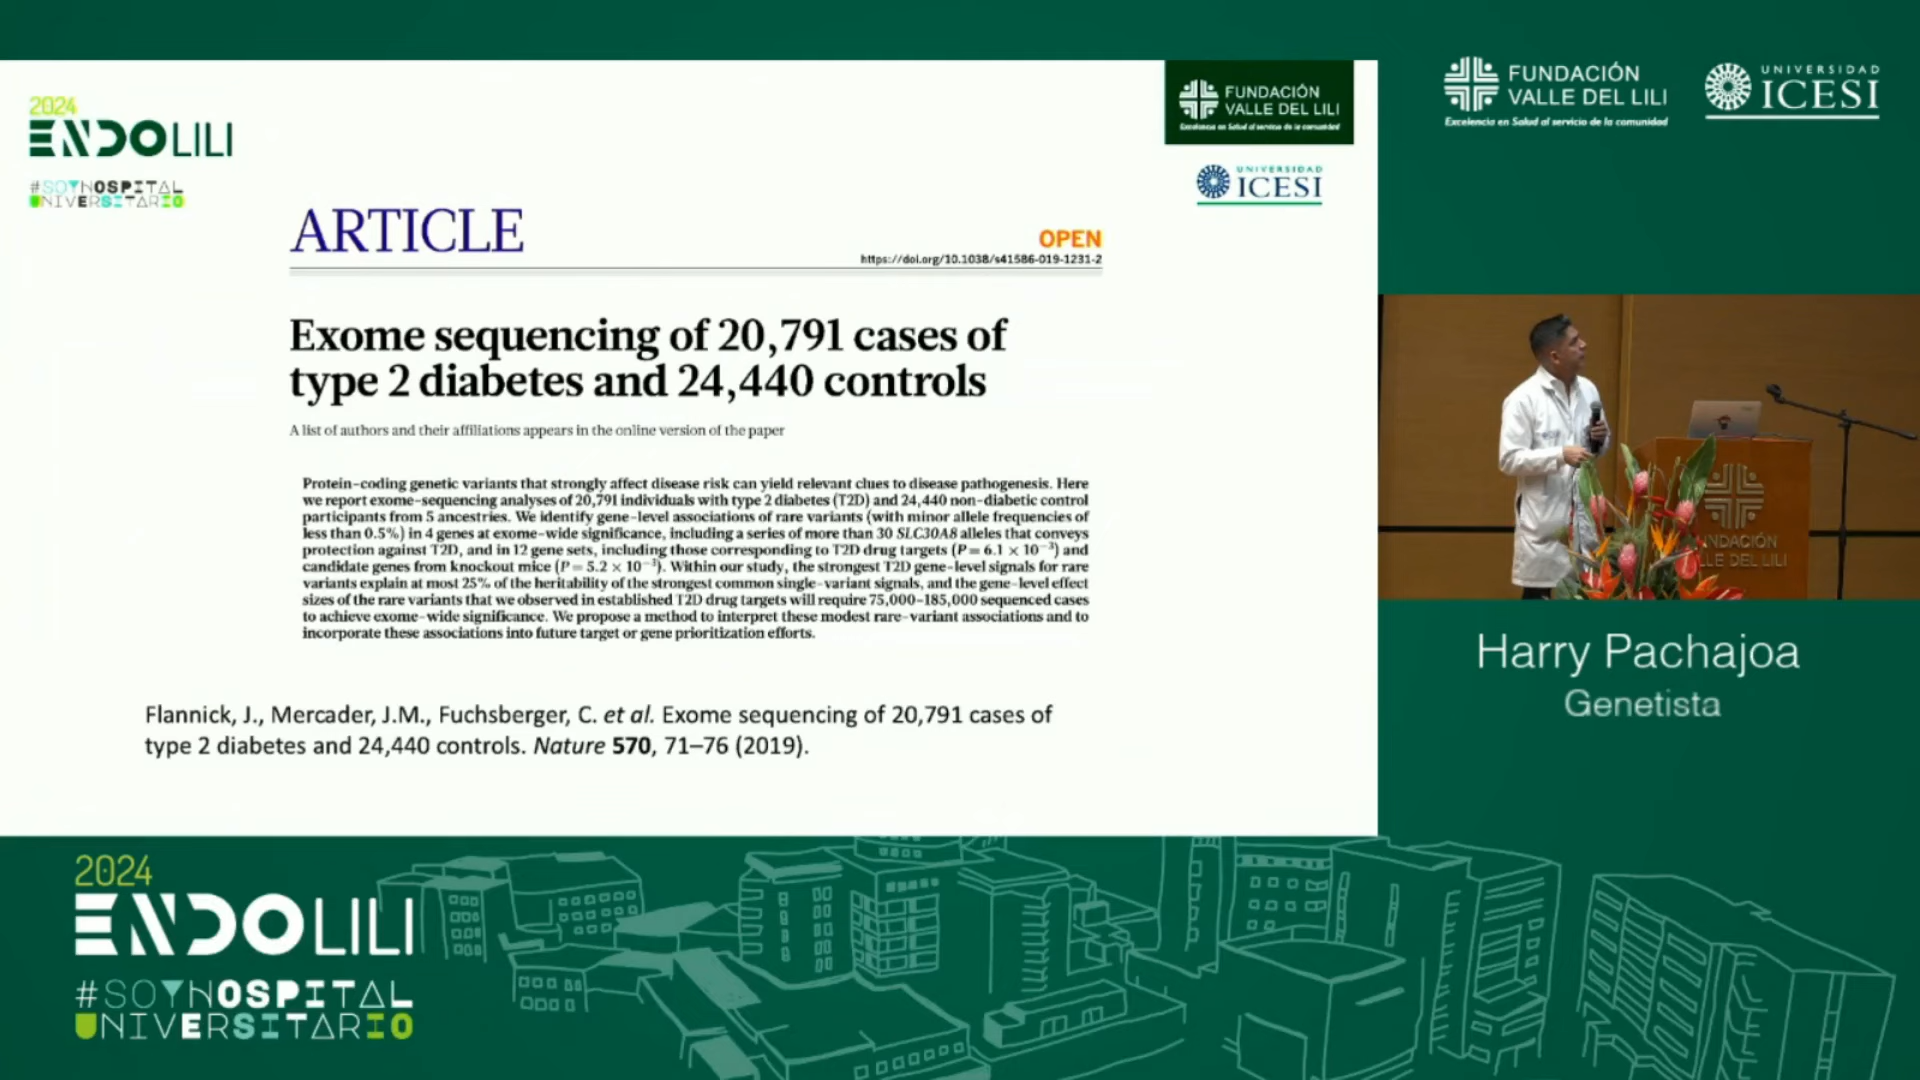 2024
ENDOLILI
#SOYHOSPITAL
UNIVERSITARIO
FUNDACIÓN
VALLE DEL LILI
Excelencia en Salud al servicio de la comunidad
UNIVERSIDAD
ICESI
ARTICLE
OPEN
https://doi.org/10.1038/s41586-019-1231-2
Exome sequencing of 20,791 cases of
type 2 diabetes and 24,440 controls
A list of authors and their affiliations appears in the online version of the paper
Protein-coding genetic variants that strongly affect disease risk can yield relevant clues to disease pathogenesis. Here
we report exome-sequencing analyses of 20,791 individuals with type 2 diabetes (T2D) and 24,440 non-diabetic control
participants from 5 ancestries. We identify gene-level associations of rare variants (with minor allele frequencies of
less than 0.5%) in 4 genes at exome-wide significance, including a series of more than 30 SLC30A8 alleles that conveys
protection against T2D, and in 12 gene sets, including those corresponding to T2D drug targets (P = 6.1 × 10⁻³) and
candidate genes from knockout mice (P = 5.2 × 10⁻³). Within our study, the strongest T2D gene-level signals for rare
variants explain at most 25% of the heritability of the strongest common single-variant signals, and the gene-level effect
sizes of the rare variants that we observed in established T2D drug targets will require 75,000–185,000 sequenced cases
to achieve exome-wide significance. We propose a method to interpret these modest rare-variant associations and to
incorporate these associations into future target or gene prioritization efforts.
Flannick, J., Mercader, J.M., Fuchsberger, C. et al. Exome sequencing of 20,791 cases of
type 2 diabetes and 24,440 controls. Nature 570, 71–76 (2019).
FUNDACIÓN
VALLE DEL LILI
Excelencia en Salud al servicio de la comunidad
UNIVERSIDAD
ICESI
NDACIÓN
LLE DEL LILI
Harry Pachajoa
Genetista
2024
ENDOLILI
#SOYHOSPITAL
UNIVERSITARIO